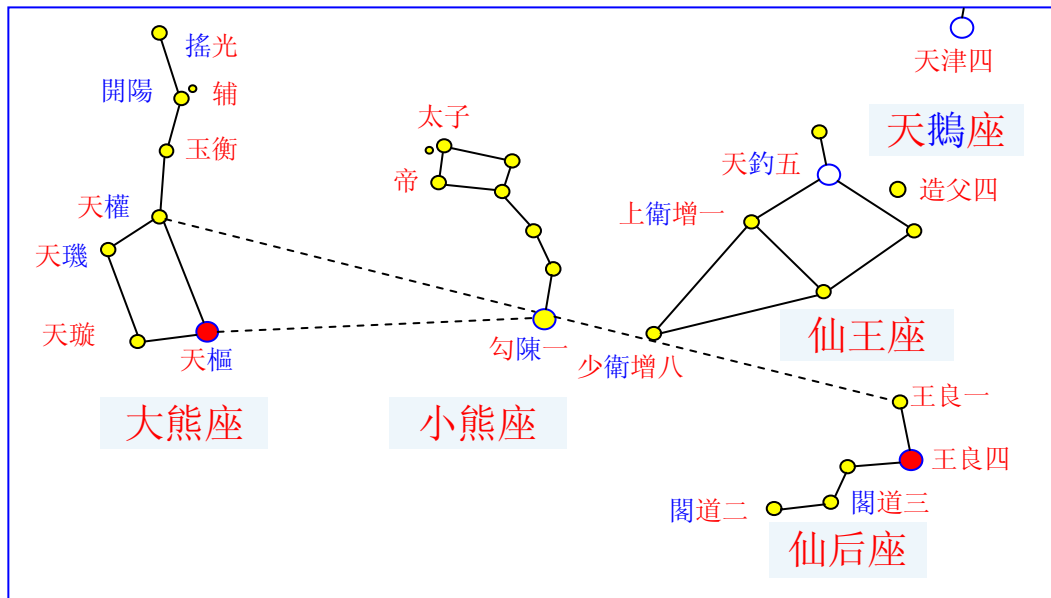 搖光
開陽
辅
玉衡
天權
天璣
天璇
天樞
大熊座
太子
帝
勾陳一
小熊座
天津四
天鵝座
天釣五
造父四
上衛增一
少衛增八
仙王座
王良一
王良四
閣道三
閣道二
仙后座